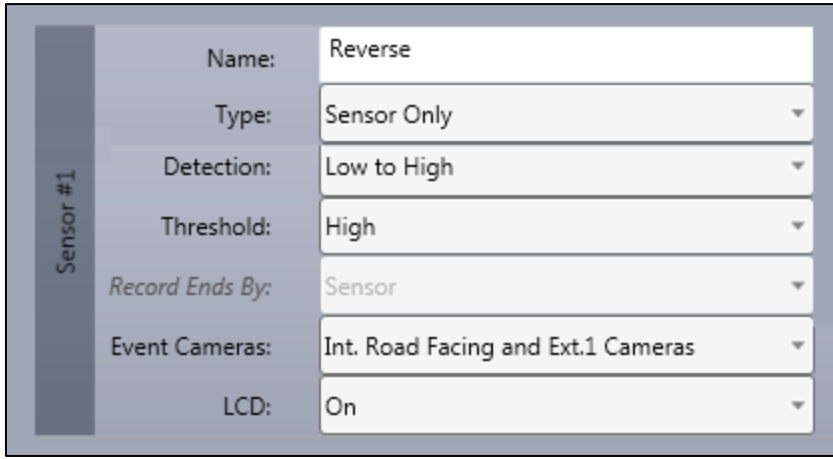 Sensor #1
Name: Reverse
Type: Sensor Only
Detection: Low to High
Threshold: High
Record Ends By: Sensor
Event Cameras: Int. Road Facing and Ext.1 Cameras
LCD: On